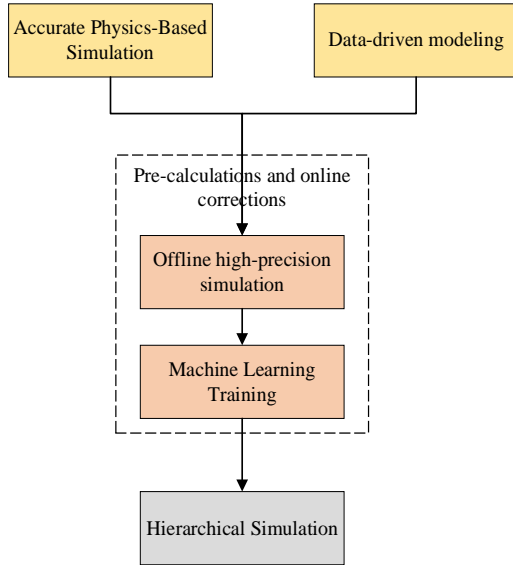 Accurate Physics-Based
Simulation
Data-driven modeling
Pre-calculations and online
corrections
Offline high-precision
simulation
Machine Learning
Training
Hierarchical Simulation